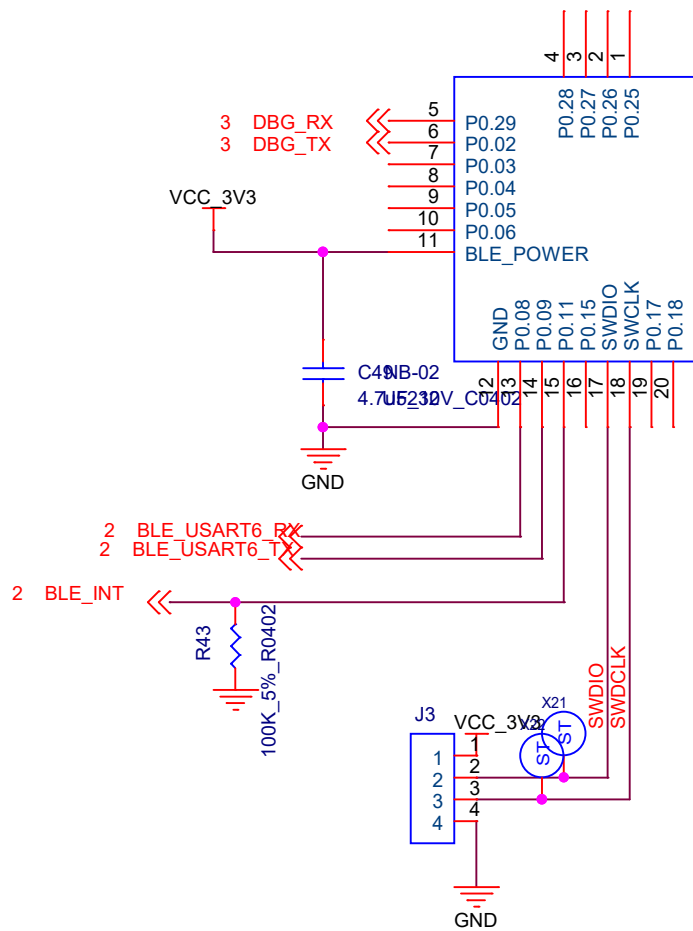 4 3 2 1
P0.28 P0.27 P0.26 P0.25
3 DBG_RX 5 P0.29
3 DBG_TX 6 P0.02
7 P0.03
8 P0.04
VCC_3V3
9 P0.05
10 P0.06
11 BLE_POWER
GND P0.08 P0.09 P0.11 P0.15 SWDIO SWCLK P0.17 P0.18
12 13 14 15 16 17 18 19 20
C49
NB-02
4.7UF_10V_C0402
GND
2 BLE_USART6_RX
2 BLE_USART6_TX
2 BLE_INT
R43
100K_5%_R0402
SWDIO
SWDCLK
X21
J3
VCC_3V3
X22
ST
ST
1 1
2 2
3 3
4 4
GND